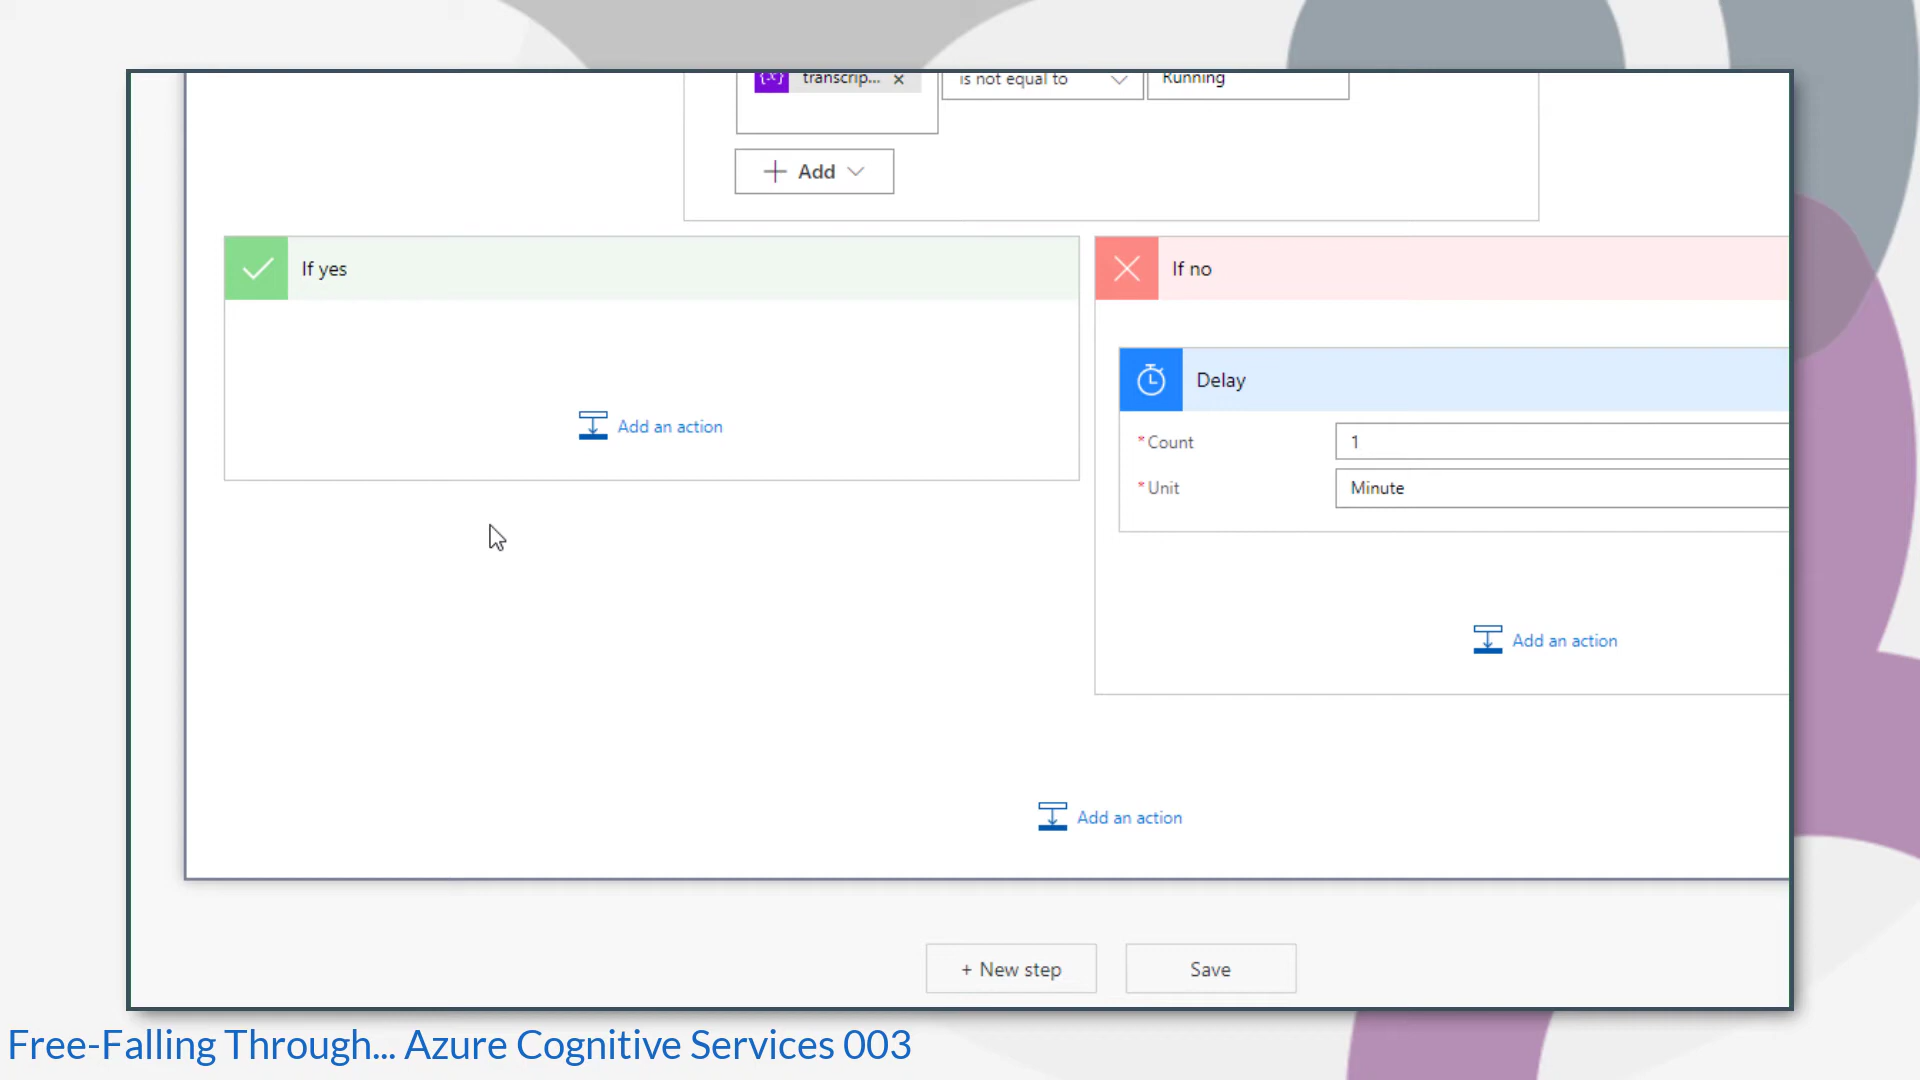 {x} transcrip... × is not equal to Running
+ Add
If yes
If no
Delay
*Count 1
Add an action
*Unit Minute
Add an action
Add an action
+ New step Save
Free-Falling Through... Azure Cognitive Services 003